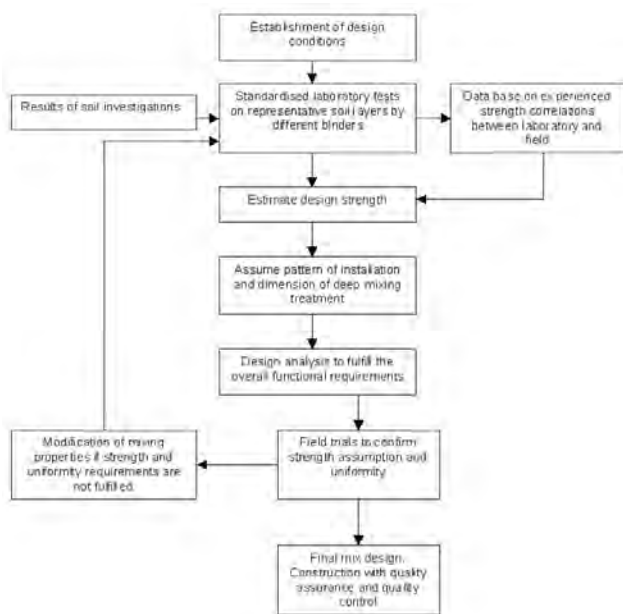 Establishment of design
conditions
Results of soil investigations
Standardised laboratory tests
on representative soil layers by
different binders
Data base on experienced
strength correlations
between laboratory and
field
Estimate design strength
Assume pattern of installation
and dimension of deep mixing
treatment
Design analysis to fulfill the
overall functional requirements
Modification of mixing
properties if strength and
uniformity requirements are
not fulfilled.
Field trials to confirm
strength assumption and
uniformity
Final mix design.
Construction with quality
assurance and quality
control